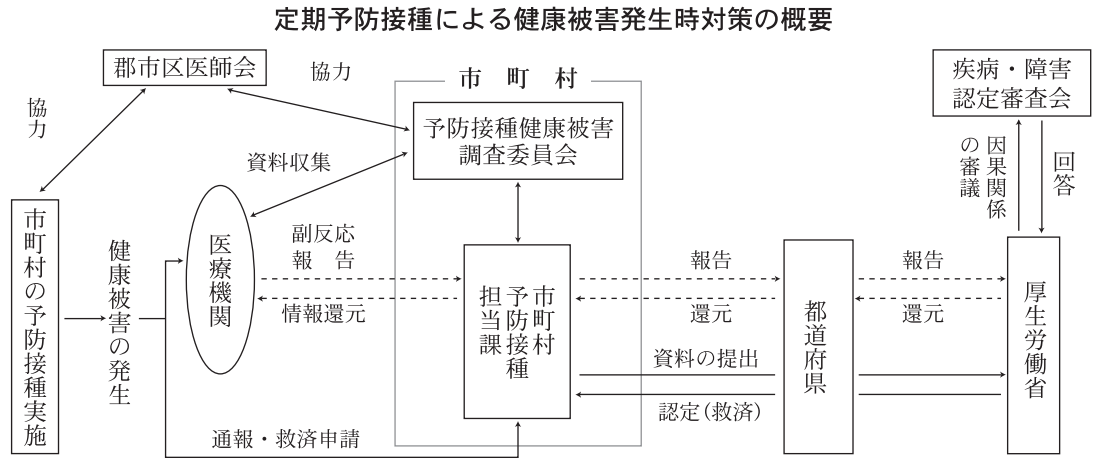 定期予防接種による健康被害発生時対策の概要
郡市区医師会
協力
協力
市　町　村
予防接種健康被害
調査委員会
疾病・障害
認定審査会
資料収集
因果関係
の審議
回答
市町村の予防接種実施
健康被害の発生
医療機関
副反応
報　告
情報還元
市町村
予防接種
担当課
報告
還元
都道府県
報告
還元
厚生労働省
資料の提出
認定（救済）
通報・救済申請